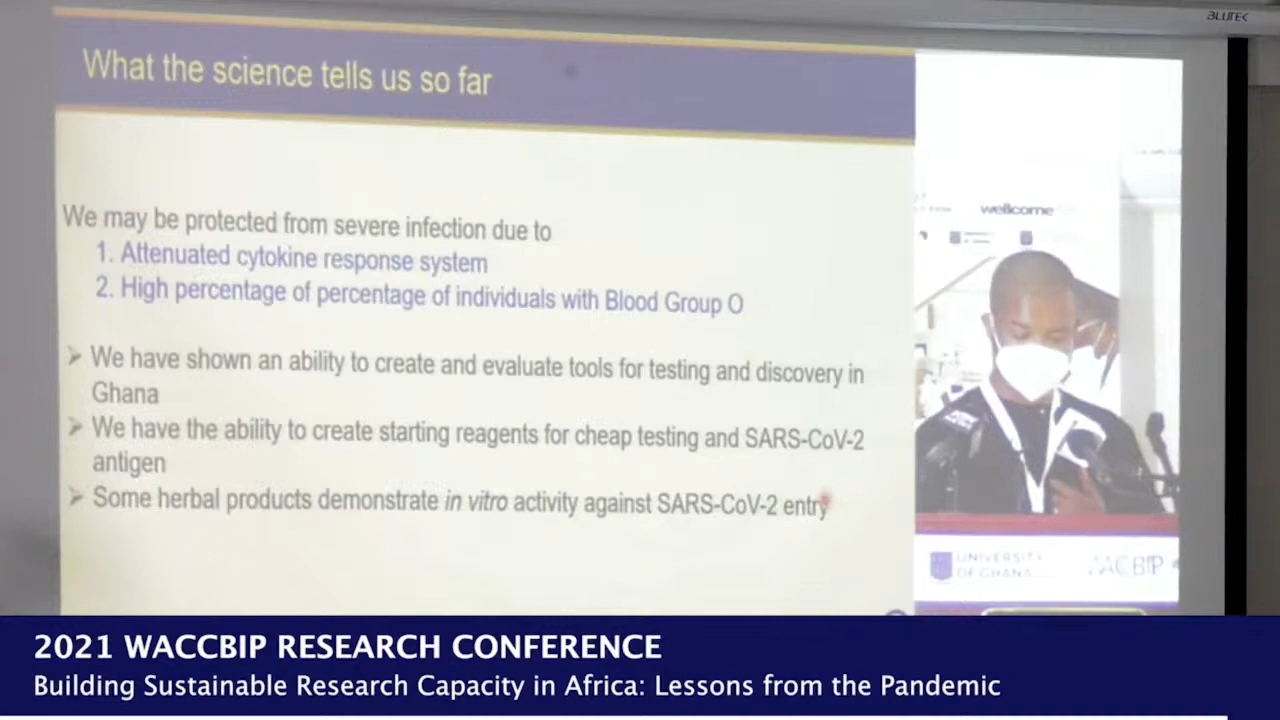 BLUTEK
What the science tells us so far
We may be protected from severe infection due to
1. Attenuated cytokine response system
2. High percentage of percentage of individuals with Blood Group O
➤ We have shown an ability to create and evaluate tools for testing and discovery in
Ghana
➤ We have the ability to create starting reagents for cheap testing and SARS-CoV-2
antigen
➤ Some herbal products demonstrate in vitro activity against SARS-CoV-2 entry
wellcome
UNIVERSITY
OF GHANA
2021 WACCBIP RESEARCH CONFERENCE
Building Sustainable Research Capacity in Africa: Lessons from the Pandemic